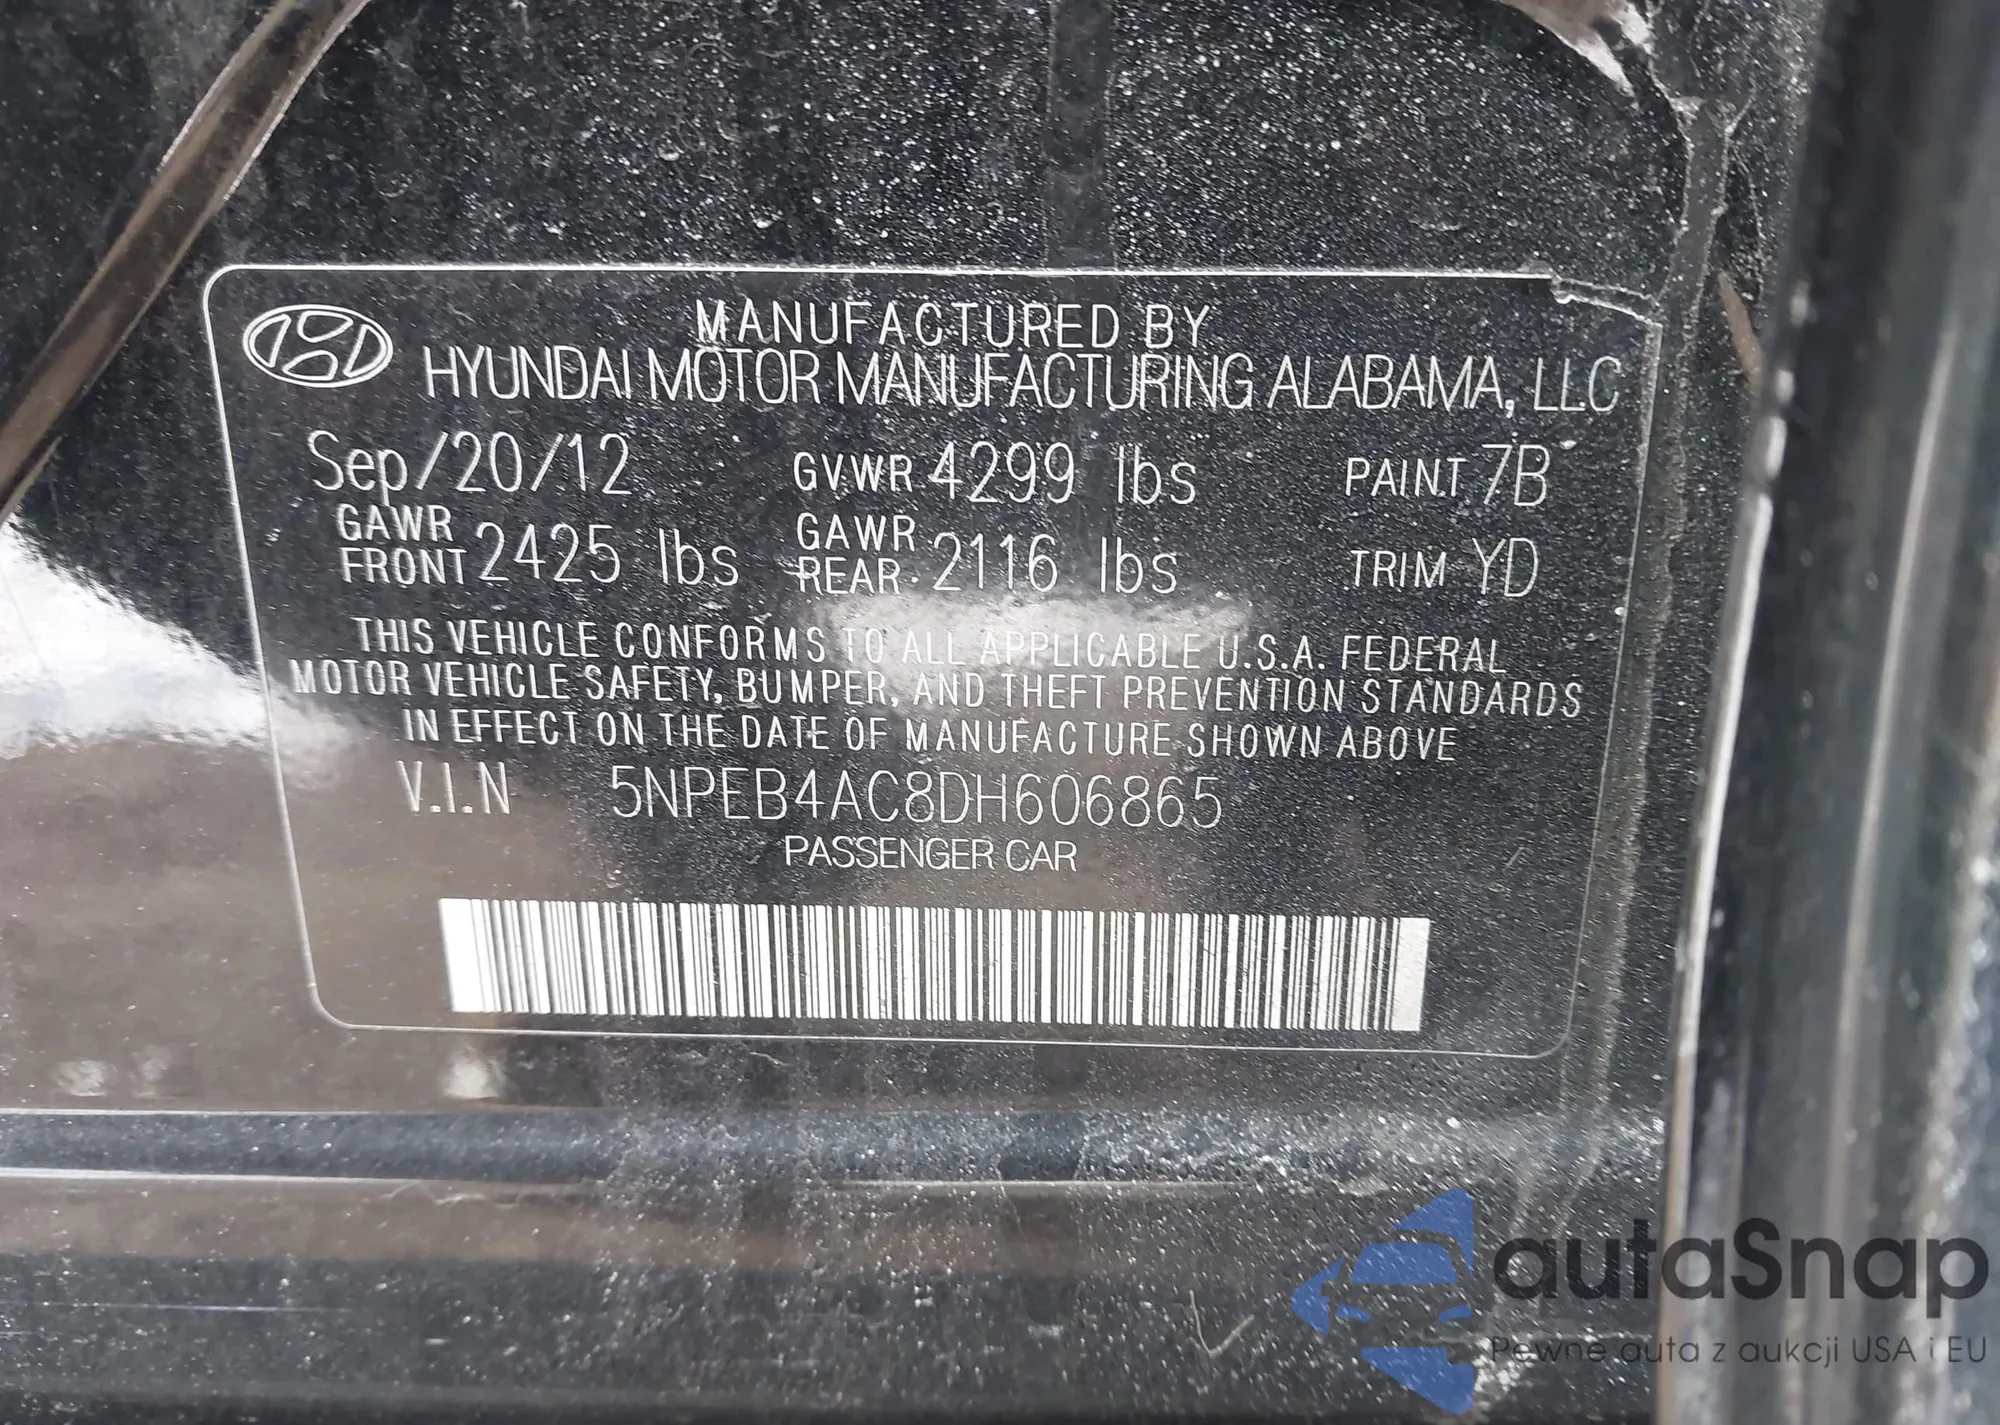 MANUFACTURED BY
HYUNDAI MOTOR MANUFACTURING ALABAMA, LLC
Sep/20/12 GVWR 4299 lbs PAINT 7B
GAWR FRONT 2425 lbs GAWR REAR 2116 lbs TRIM YD
THIS VEHICLE CONFORMS TO ALL APPLICABLE U.S.A. FEDERAL
MOTOR VEHICLE SAFETY, BUMPER, AND THEFT PREVENTION STANDARDS
IN EFFECT ON THE DATE OF MANUFACTURE SHOWN ABOVE
V.I.N 5NPEB4AC8DH606865
PASSENGER CAR
autaSnap
Pewne auta z aukcji USA i EU